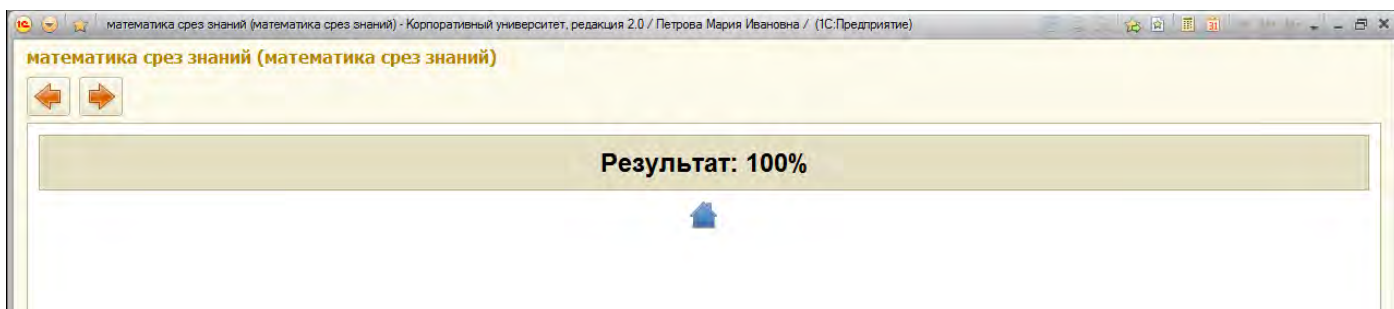 математика срез знаний (математика срез знаний) - Корпоративный университет, редакция 2.0 / Петрова Мария Ивановна / (1С:Предприятие)
математика срез знаний (математика срез знаний)
Результат: 100%